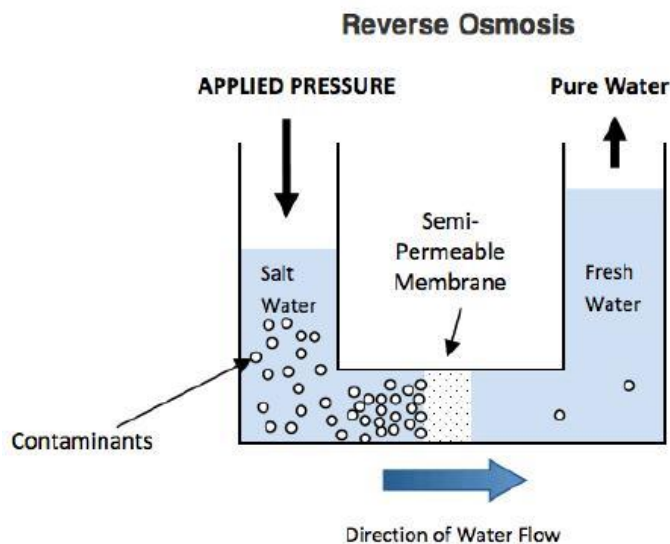 Reverse Osmosis
APPLIED PRESSURE
Pure Water
Semi-
Permeable
Membrane
Salt
Water
Fresh
Water
Contaminants
Direction of Water Flow